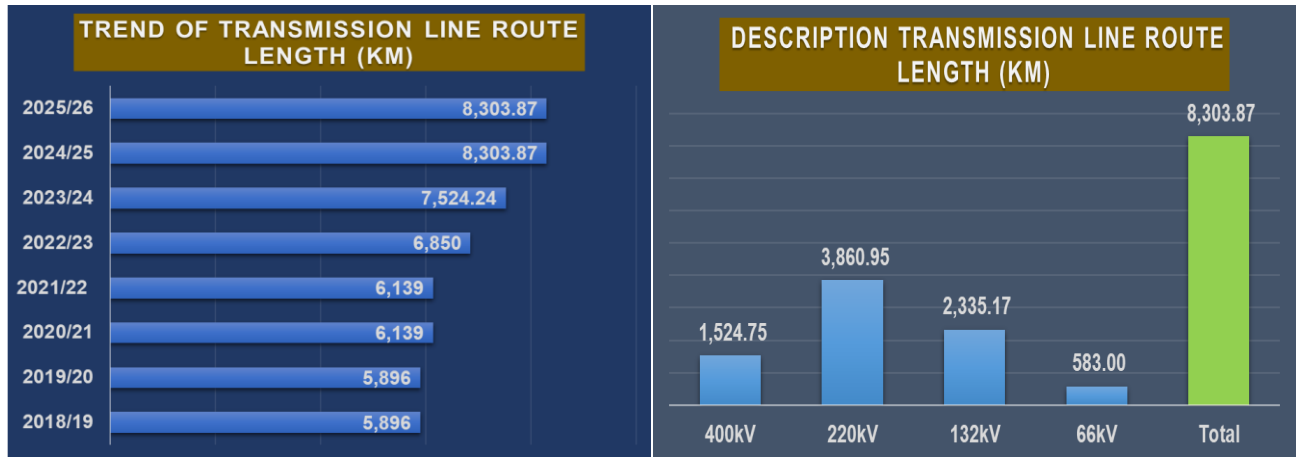 TREND OF TRANSMISSION LINE ROUTE
LENGTH (KM)
2025/26 8,303.87
2024/25 8,303.87
2023/24 7,524.24
2022/23 6,850
2021/22 6,139
2020/21 6,139
2019/20 5,896
2018/19 5,896
DESCRIPTION TRANSMISSION LINE ROUTE
LENGTH (KM)
8,303.87
3,860.95
2,335.17
1,524.75
583.00
400kV 220kV 132kV 66kV Total